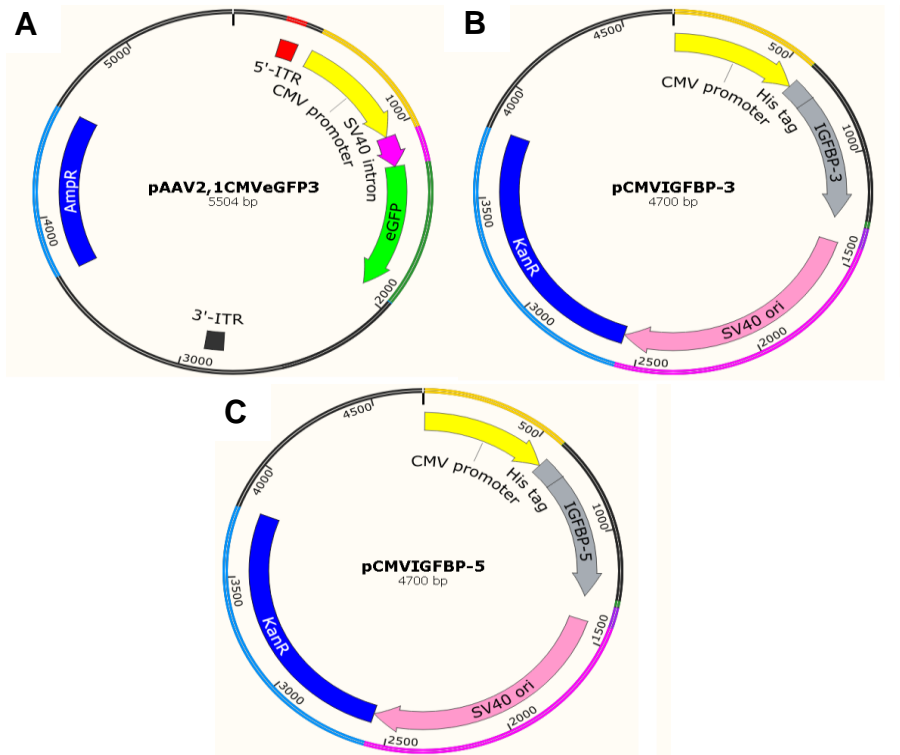 A
5'-ITR
CMV promoter
SV40 intron
eGFP
3'-ITR
AmpR
1000
2000
3000
4000
5000
pAAV2,1CMVeGFP3
5504 bp
B
CMV promoter
His tag
IGFBP-3
SV40 ori
KanR
500
1000
1500
2000
2500
3000
3500
4000
4500
pCMVIGFBP-3
4700 bp
C
CMV promoter
His tag
IGFBP-5
SV40 ori
KanR
500
1000
1500
2000
2500
3000
3500
4000
4500
pCMVIGFBP-5
4700 bp